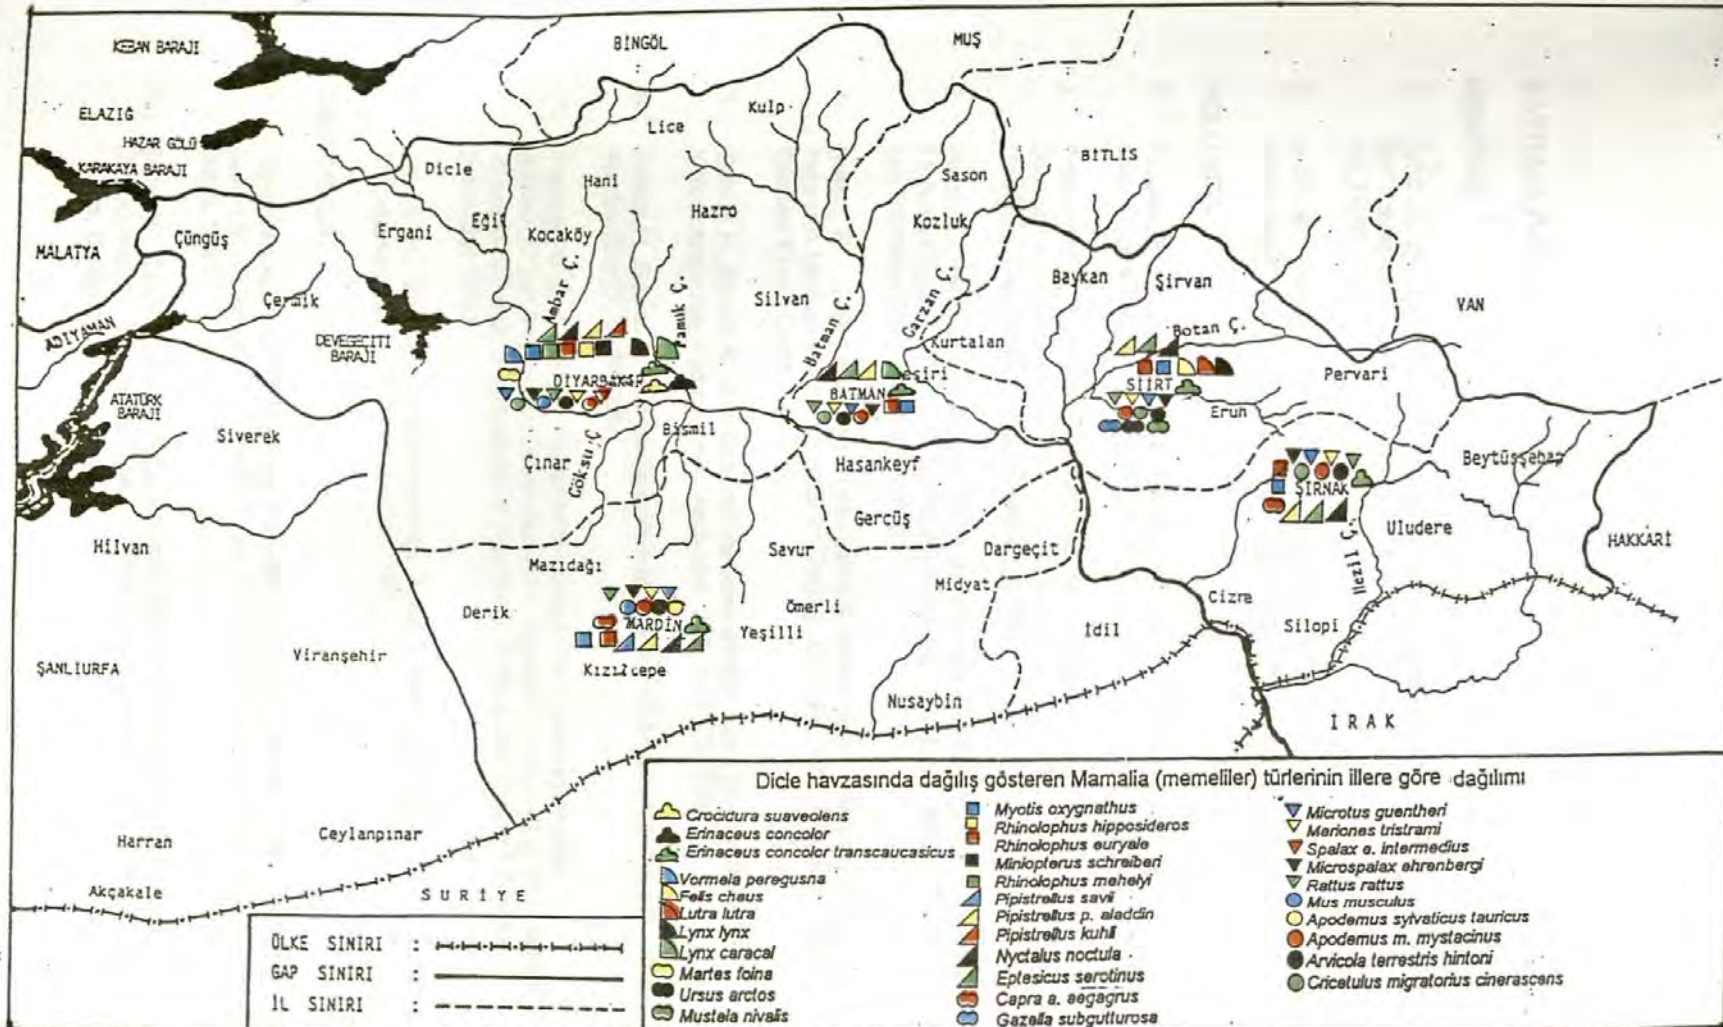 KEBAN BARAJI
BİNGÖL
MUŞ
ELAZIĞ
HAZAR GÖLÜ
KARAKAYA BARAJI
Kulp
Lice
Dicle
Hani
BİTLİS
Sason
MALATYA
Çüngüş
Ergani
Eğil
Kocaköy
Hazro
Kozluk
Çermik
ADIYAMAN
DEVEGEÇİTİ
BARAJI
Ambar Ç.
Pamuk Ç.
Silvan
Batman Ç.
Garzan Ç.
Baykan
Şirvan
VAN
Kurtalan
Botan Ç.
DİYARBAKIR
BATMAN
SİİRT
Pervari
ATATÜRK
BARAJI
Siverek
Bismil
Eruh
Çınar
Göksu Ç.
Hasankeyf
ŞIRNAK
Beytüşşebap
Hilvan
Gercüş
Uludere
HAKKÂRİ
Mazıdağı
Savur
Dargeçit
Midyat
Hezil Ç.
Derik
MARDİN
Ömerli
Yeşilli
Cizre
İdil
Silopi
ŞANLIURFA
Viranşehir
Kızıltepe
Nusaybin
I R A K
Harran
Ceylanpınar
Akçakale
S U R İ Y E
Dicle havzasında dağılış gösteren Mamalia (memeliler) türlerinin illere göre dağılımı
Crocidura suaveolens
Erinaceus concolor
Erinaceus concolor transcaucasicus
Vormela peregusna
Felis chaus
Lutra lutra
Lynx lynx
Lynx caracal
Martes foina
Ursus arctos
Mustela nivalis
Myotis oxygnathus
Rhinolophus hipposideros
Rhinolophus euryale
Miniopterus schreiberi
Rhinolophus mehelyi
Pipistrellus savii
Pipistrellus p. aladdin
Pipistrellus kuhli
Nyctalus noctula
Eptesicus serotinus
Capra a. aegagrus
Gazella subgutturosa
Microtus guentheri
Meriones tristrami
Spalax e. intermedius
Microspalax ehrenbergi
Rattus rattus
Mus musculus
Apodemus sylvaticus tauricus
Apodemus m. mystacinus
Arvicola terrestris hintoni
Cricetulus migratorius cinerascens
ÜLKE SINIRI :
GAP SINIRI :
İL SINIRI :